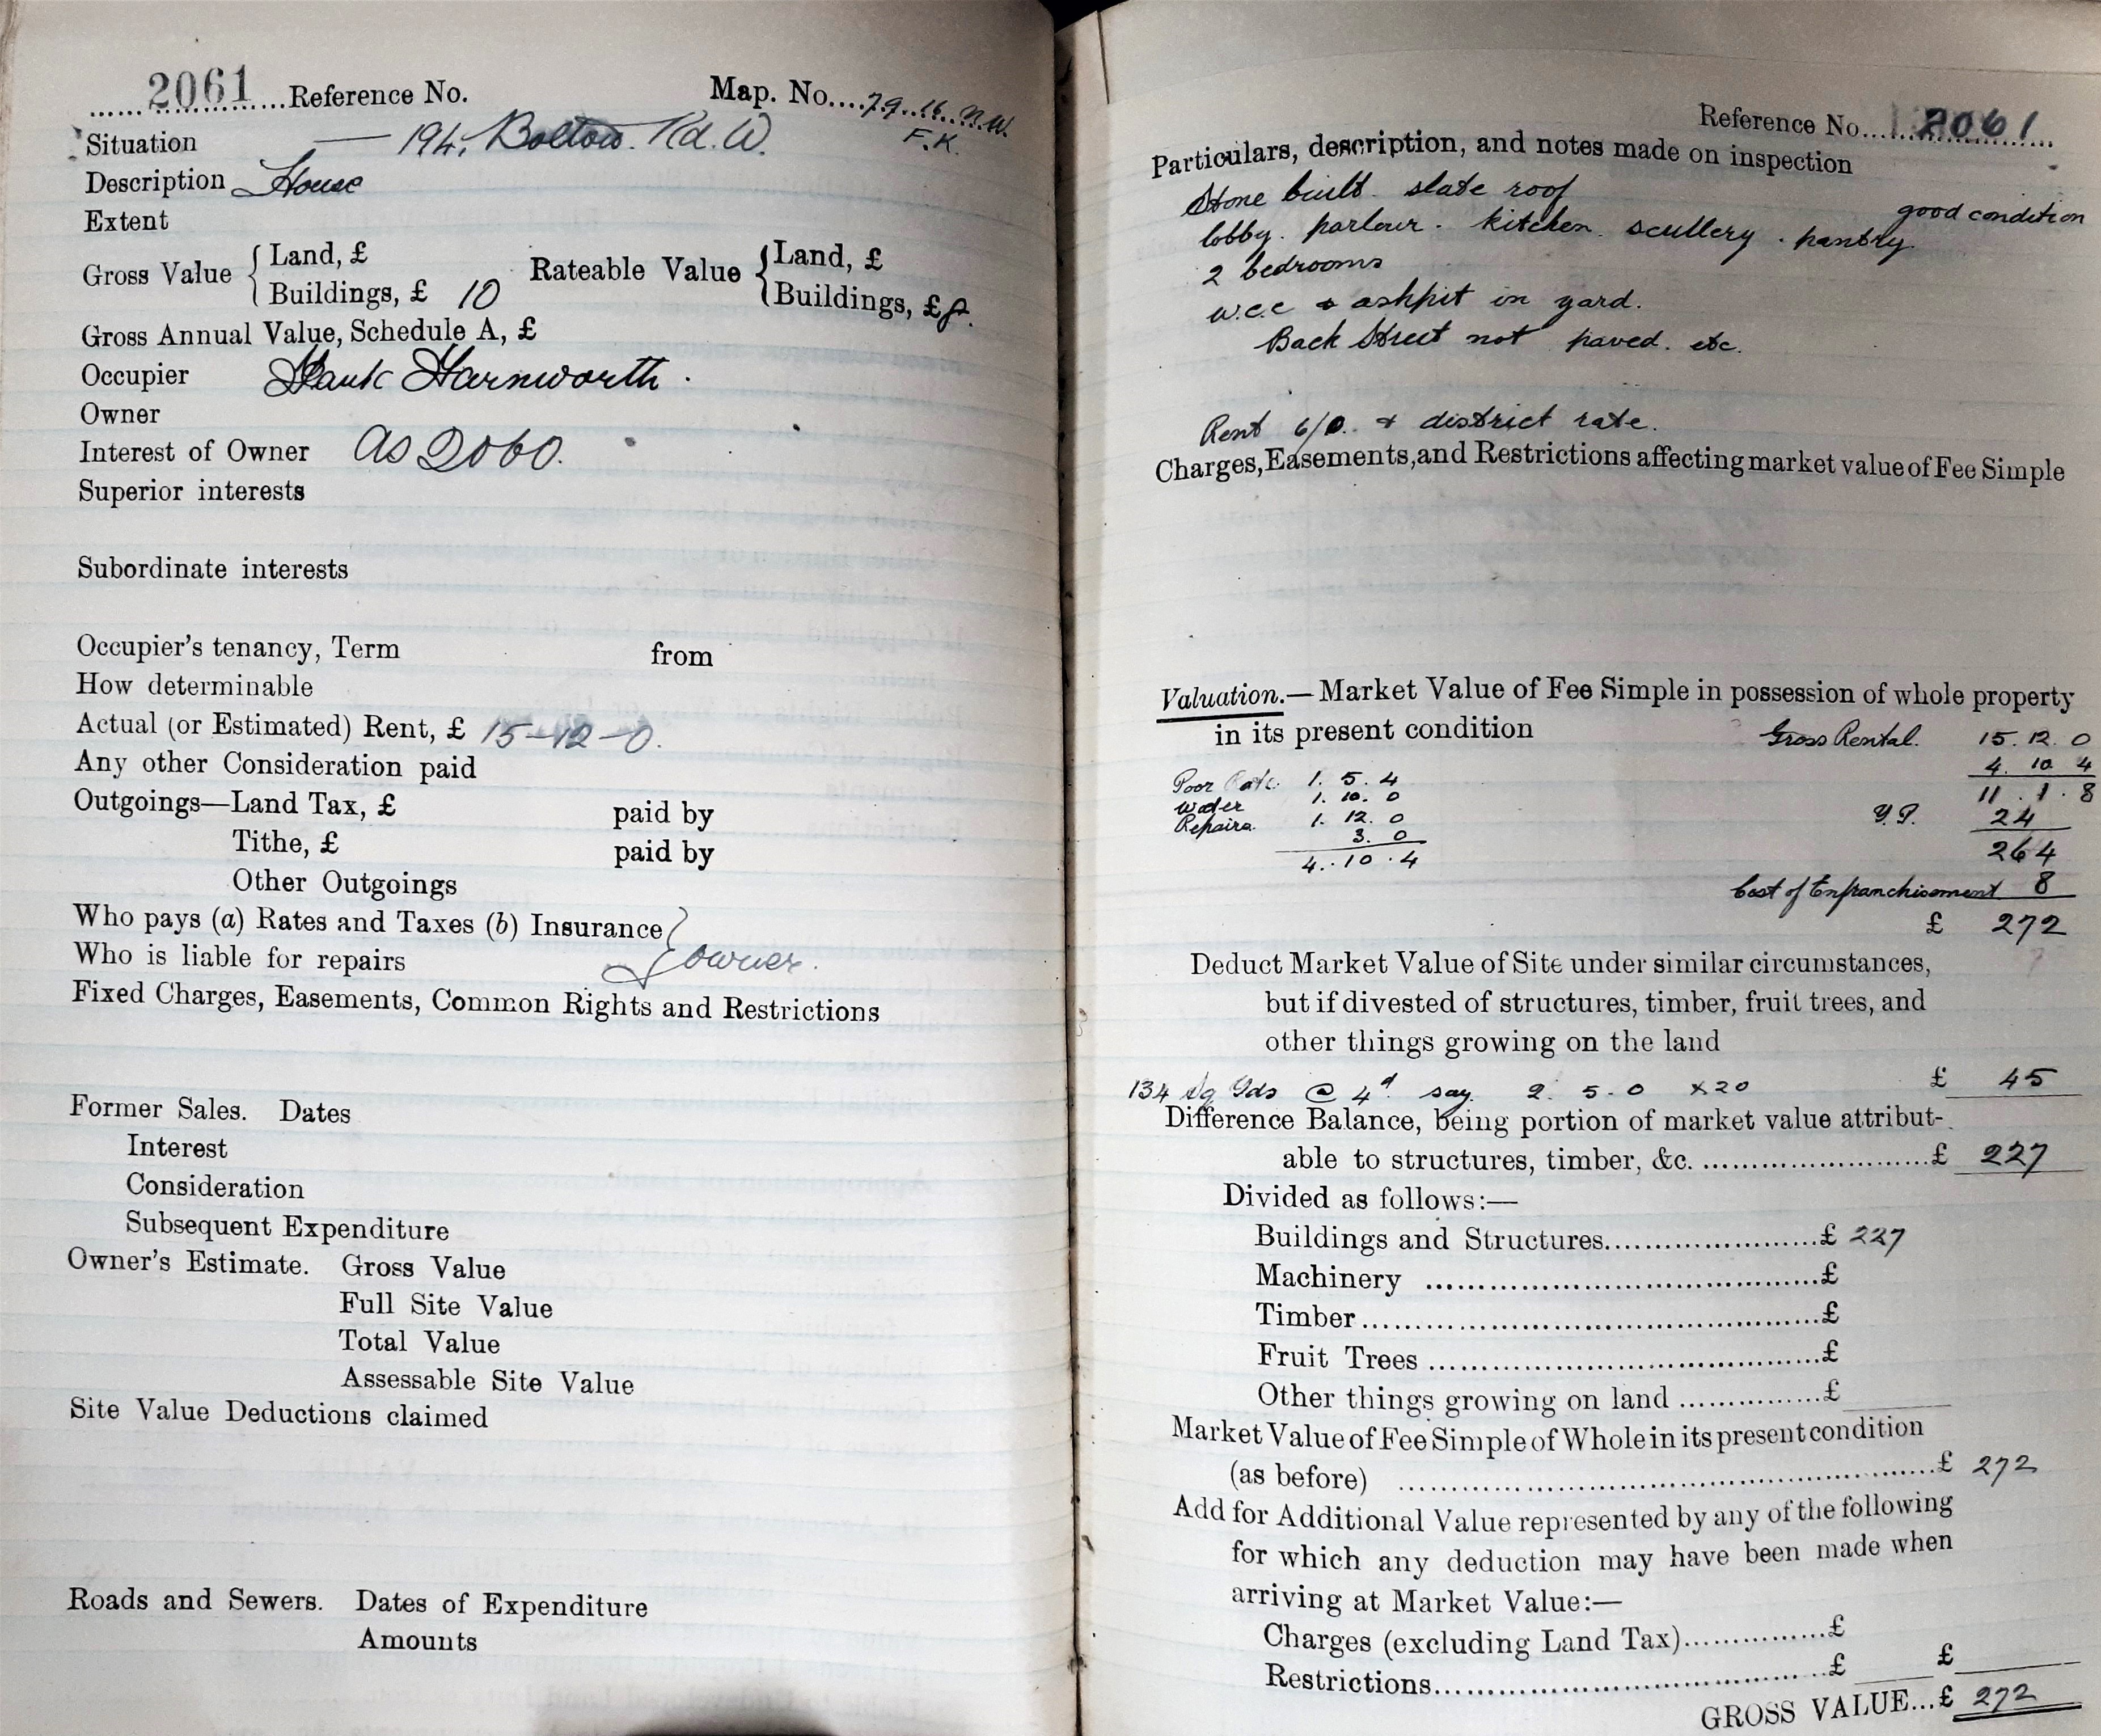 2061 Reference No. Map. No. 79.16.N.W.
F.K.
Situation — 194, Bolton Rd. W.
Description House
Extent
Gross Value { Land, £ Rateable Value { Land, £
Buildings, £ 10 Buildings, £ 8.
Gross Annual Value, Schedule A, £
Occupier Frank Harnworth.
Owner
Interest of Owner as 2060.
Superior interests
Subordinate interests
Occupier's tenancy, Term from
How determinable
Actual (or Estimated) Rent, £ 15-12-0.
Any other Consideration paid
Outgoings—Land Tax, £ paid by
Tithe, £ paid by
Other Outgoings
Who pays (a) Rates and Taxes (b) Insurance }
Who is liable for repairs owner.
Fixed Charges, Easements, Common Rights and Restrictions
Former Sales. Dates
Interest
Consideration
Subsequent Expenditure
Owner's Estimate. Gross Value
Full Site Value
Total Value
Assessable Site Value
Site Value Deductions claimed
Roads and Sewers. Dates of Expenditure
Amounts
Reference No. 2061
Particulars, description, and notes made on inspection
Stone built. slate roof
good condition
lobby. parlour. kitchen. scullery. pantry.
2 bedrooms
w.c.c & ashpit in yard.
Back Street not paved. etc.
Rent 6/0. & district rate.
Charges, Easements, and Restrictions affecting market value of Fee Simple
Valuation.—Market Value of Fee Simple in possession of whole property
in its present condition Gross Rental. 15. 12. 0
4. 10 4
Poor Rate. 1. 5. 4 11. 1. 8
Water 1. 10. 0 Y.P. 24
Repairs. 1. 12. 0
3. 0 264
4. 10. 4
Cost of Enfranchisement 8
£ 272
Deduct Market Value of Site under similar circumstances,
but if divested of structures, timber, fruit trees, and
other things growing on the land
134 Sq Yds @ 4d. say. 2. 5. 0 x20 £ 45
Difference Balance, being portion of market value attribut-
able to structures, timber, &c. £ 227
Divided as follows:—
Buildings and Structures £ 227
Machinery £
Timber £
Fruit Trees £
Other things growing on land £
Market Value of Fee Simple of Whole in its present condition
(as before) £ 272
Add for Additional Value represented by any of the following
for which any deduction may have been made when
arriving at Market Value:—
Charges (excluding Land Tax) £
Restrictions £ £
GROSS VALUE...£ 272